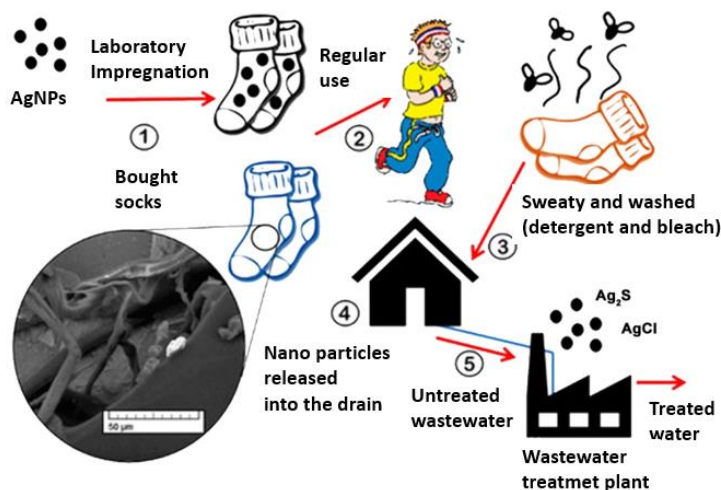 AgNPs
Laboratory
Impregnation
1
Bought
socks
Regular
use
2
Sweaty and washed
(detergent and bleach)
3
4
Nano particles
released
into the drain
5
Untreated
wastewater
Ag₂S
AgCl
Treated
water
Wastewater
treatmet plant
50 µm